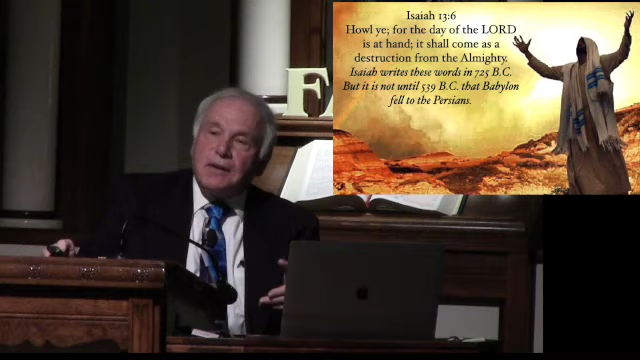 Isaiah 13:6
Howl ye; for the day of the LORD
is at hand; it shall come as a
destruction from the Almighty.
Isaiah writes these words in 725 B.C.
But it is not until 539 B.C. that Babylon
fell to the Persians.